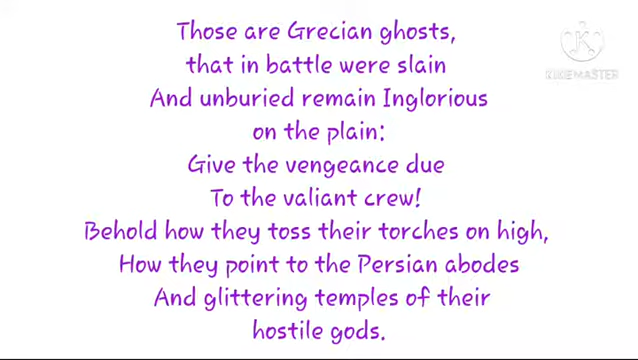 Those are Grecian ghosts,
that in battle were slain
And unburied remain Inglorious
on the plain:
Give the vengeance due
To the valiant crew!
Behold how they toss their torches on high,
How they point to the Persian abodes
And glittering temples of their
hostile gods.
KINEMASTER